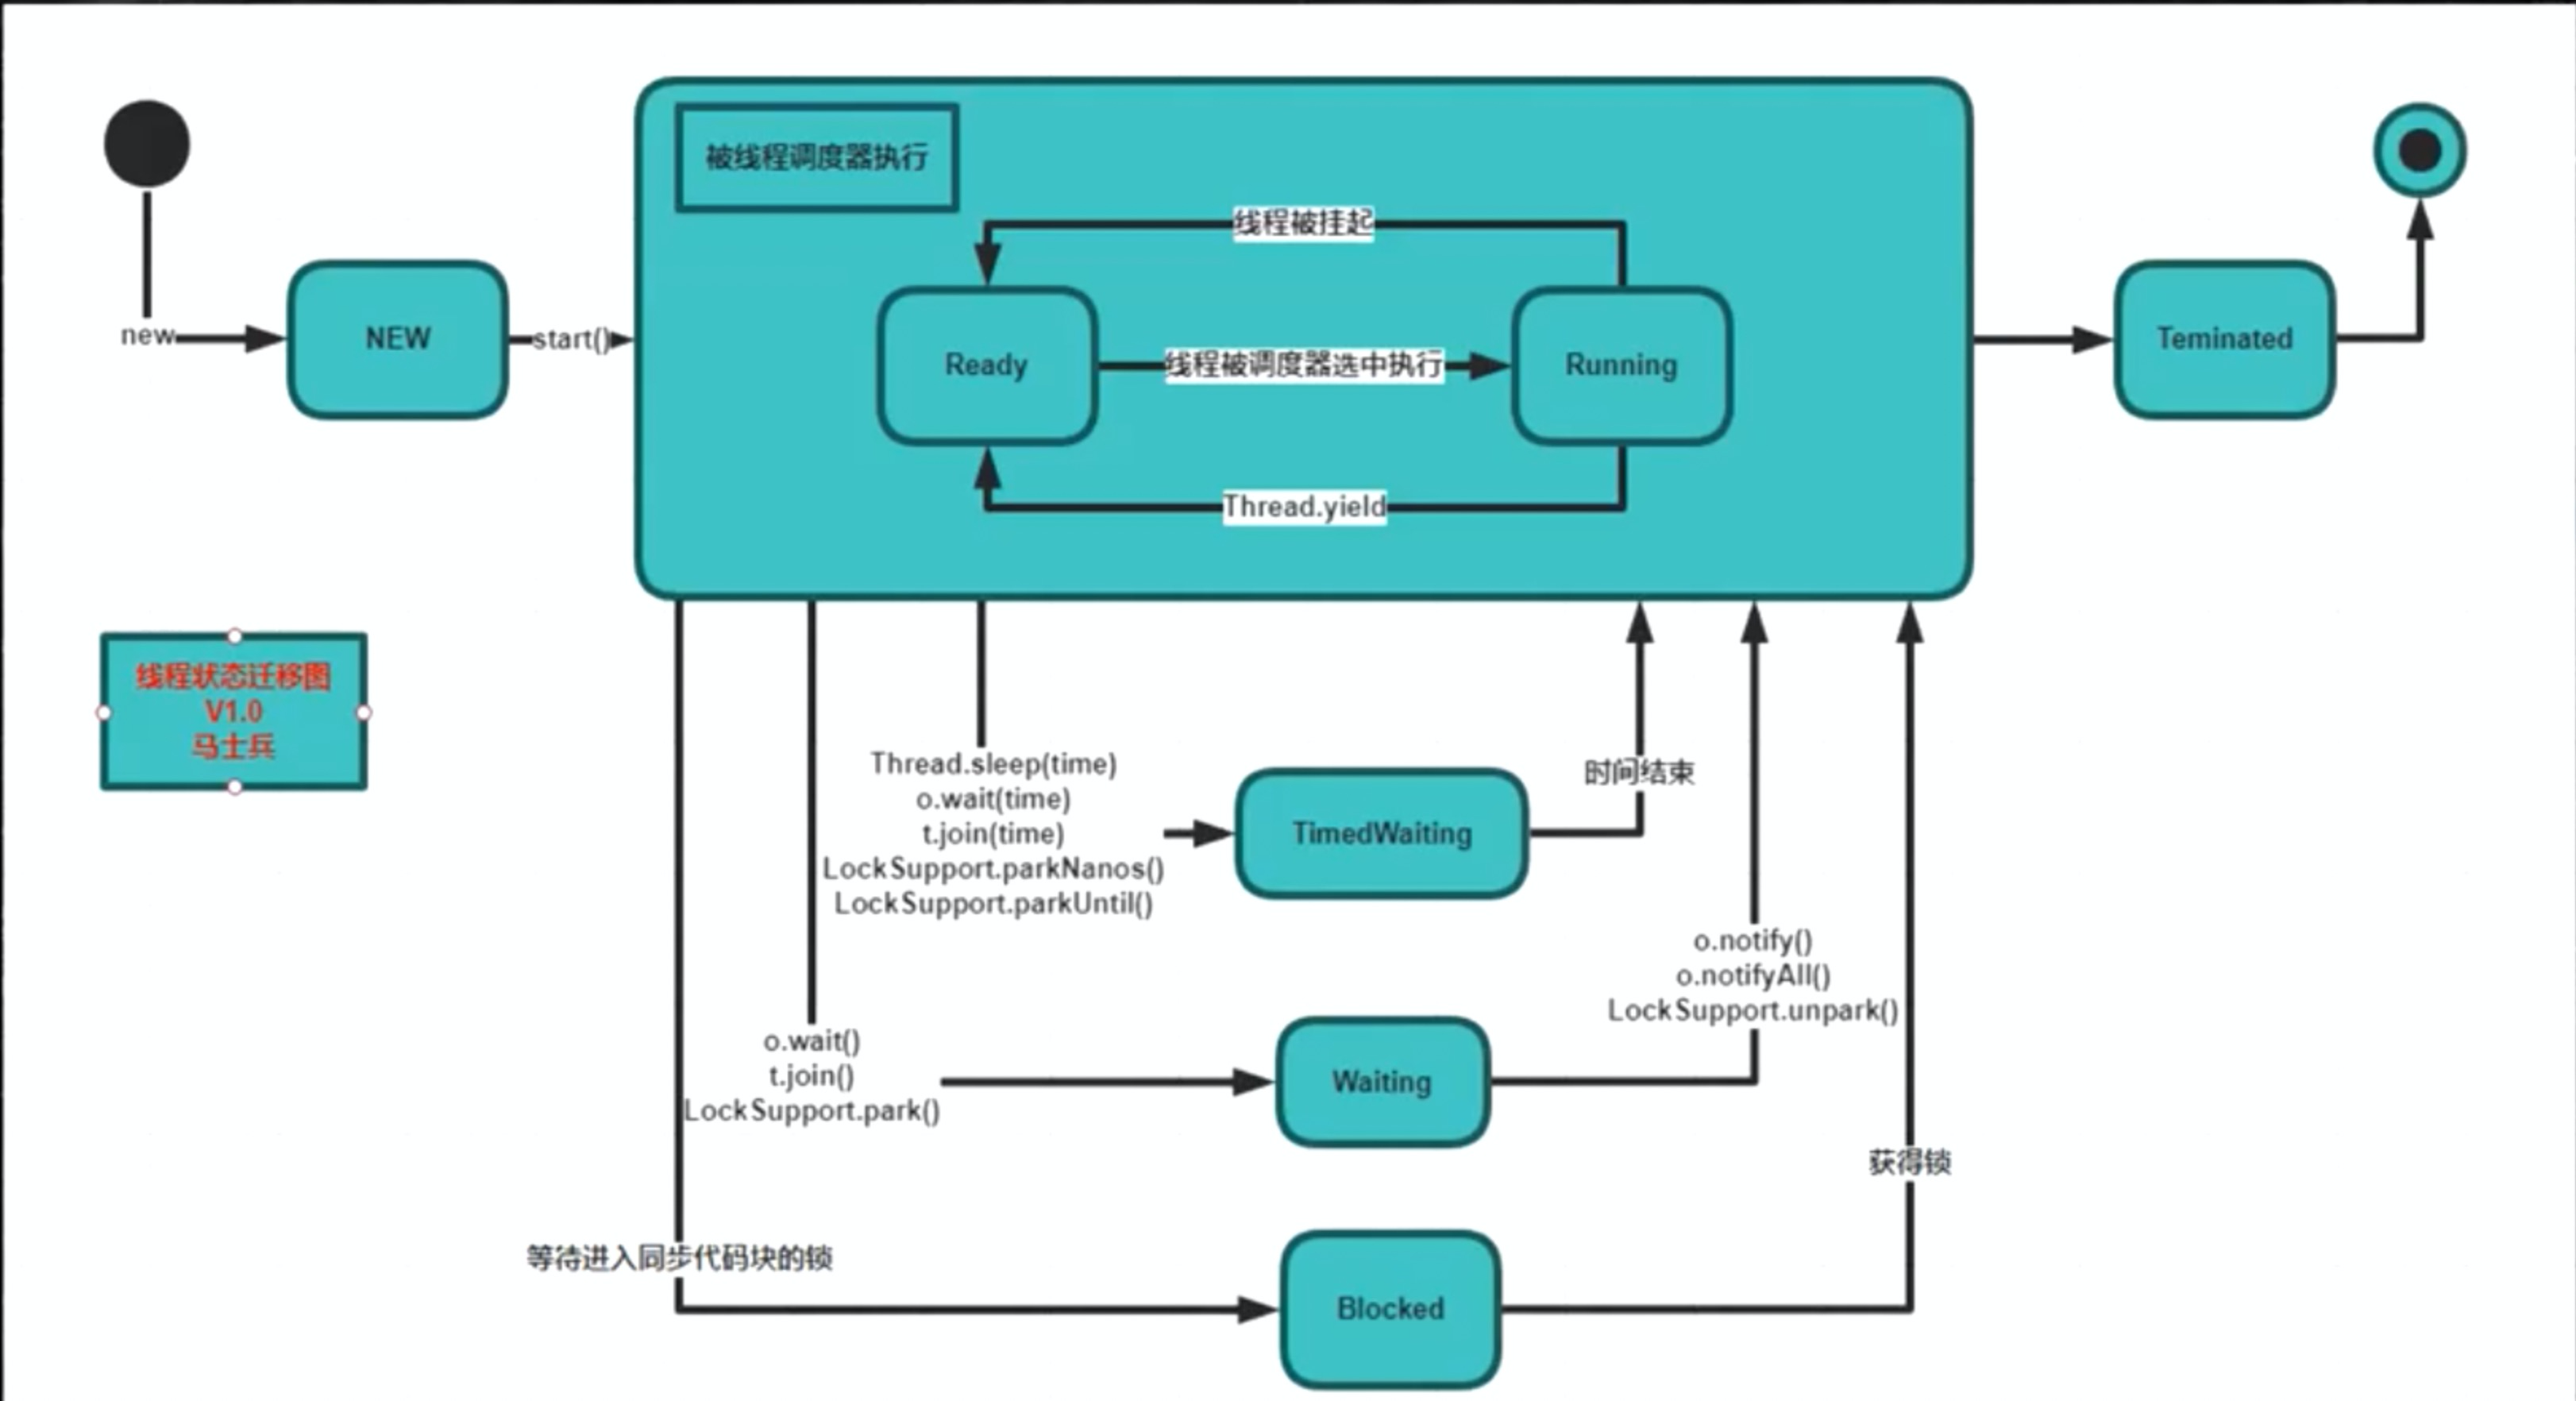 被线程调度器执行
线程被挂起
new
NEW
start()
Ready
线程被调度器选中执行
Running
Teminated
Thread.yield
线程状态迁移图
V1.0
马士兵
Thread.sleep(time)
o.wait(time)
t.join(time)
LockSupport.parkNanos()
LockSupport.parkUntil()
TimedWaiting
时间结束
o.notify()
o.notifyAll()
LockSupport.unpark()
o.wait()
t.join()
LockSupport.park()
Waiting
获得锁
等待进入同步代码块的锁
Blocked